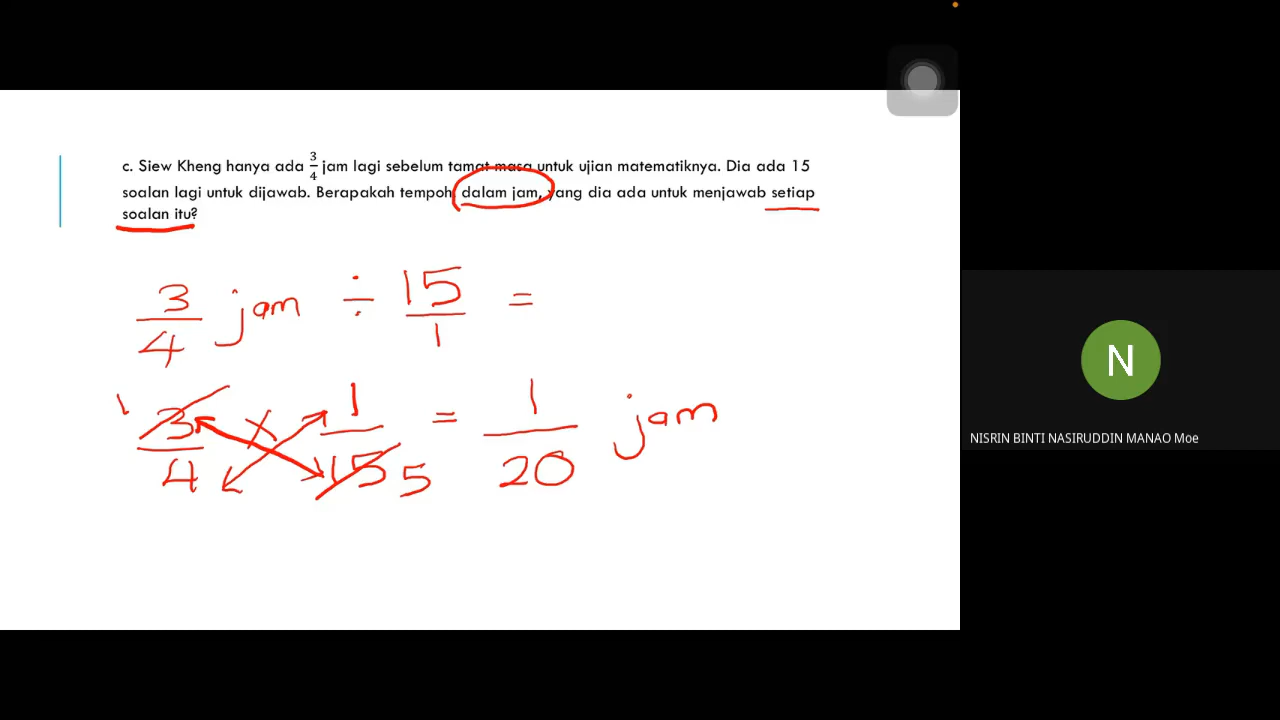 c. Siew Kheng hanya ada 3/4 jam lagi sebelum tamat masa untuk ujian matematiknya. Dia ada 15
soalan lagi untuk dijawab. Berapakah tempoh, dalam jam, yang dia ada untuk menjawab setiap
soalan itu?
3/4 jam ÷ 15/1 =
1 3/4 × 1/15 5 = 1/20 jam
N
NISRIN BINTI NASIRUDDIN MANAO Moe